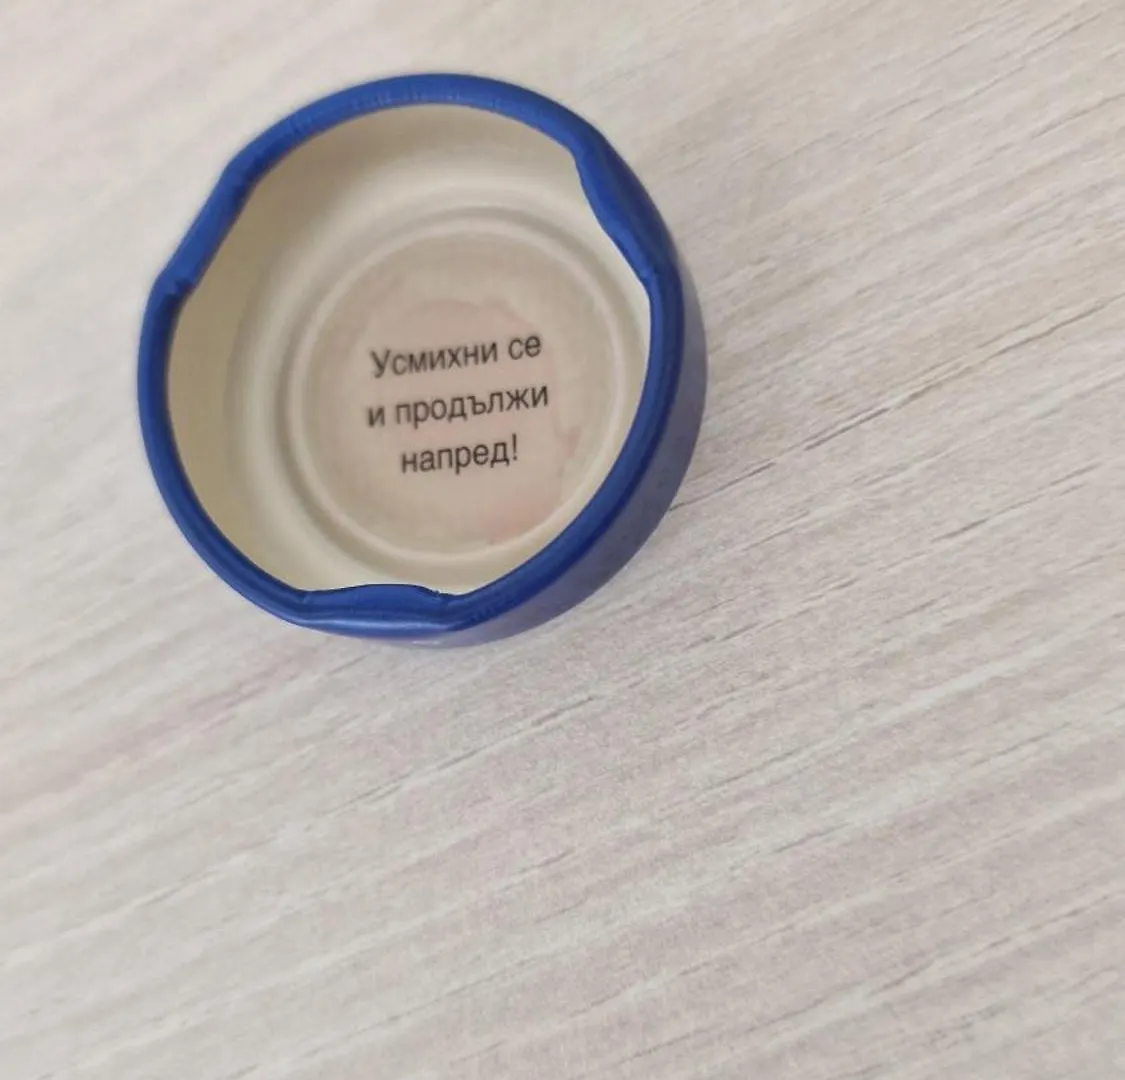 Усмихни се
и продължи
напред!